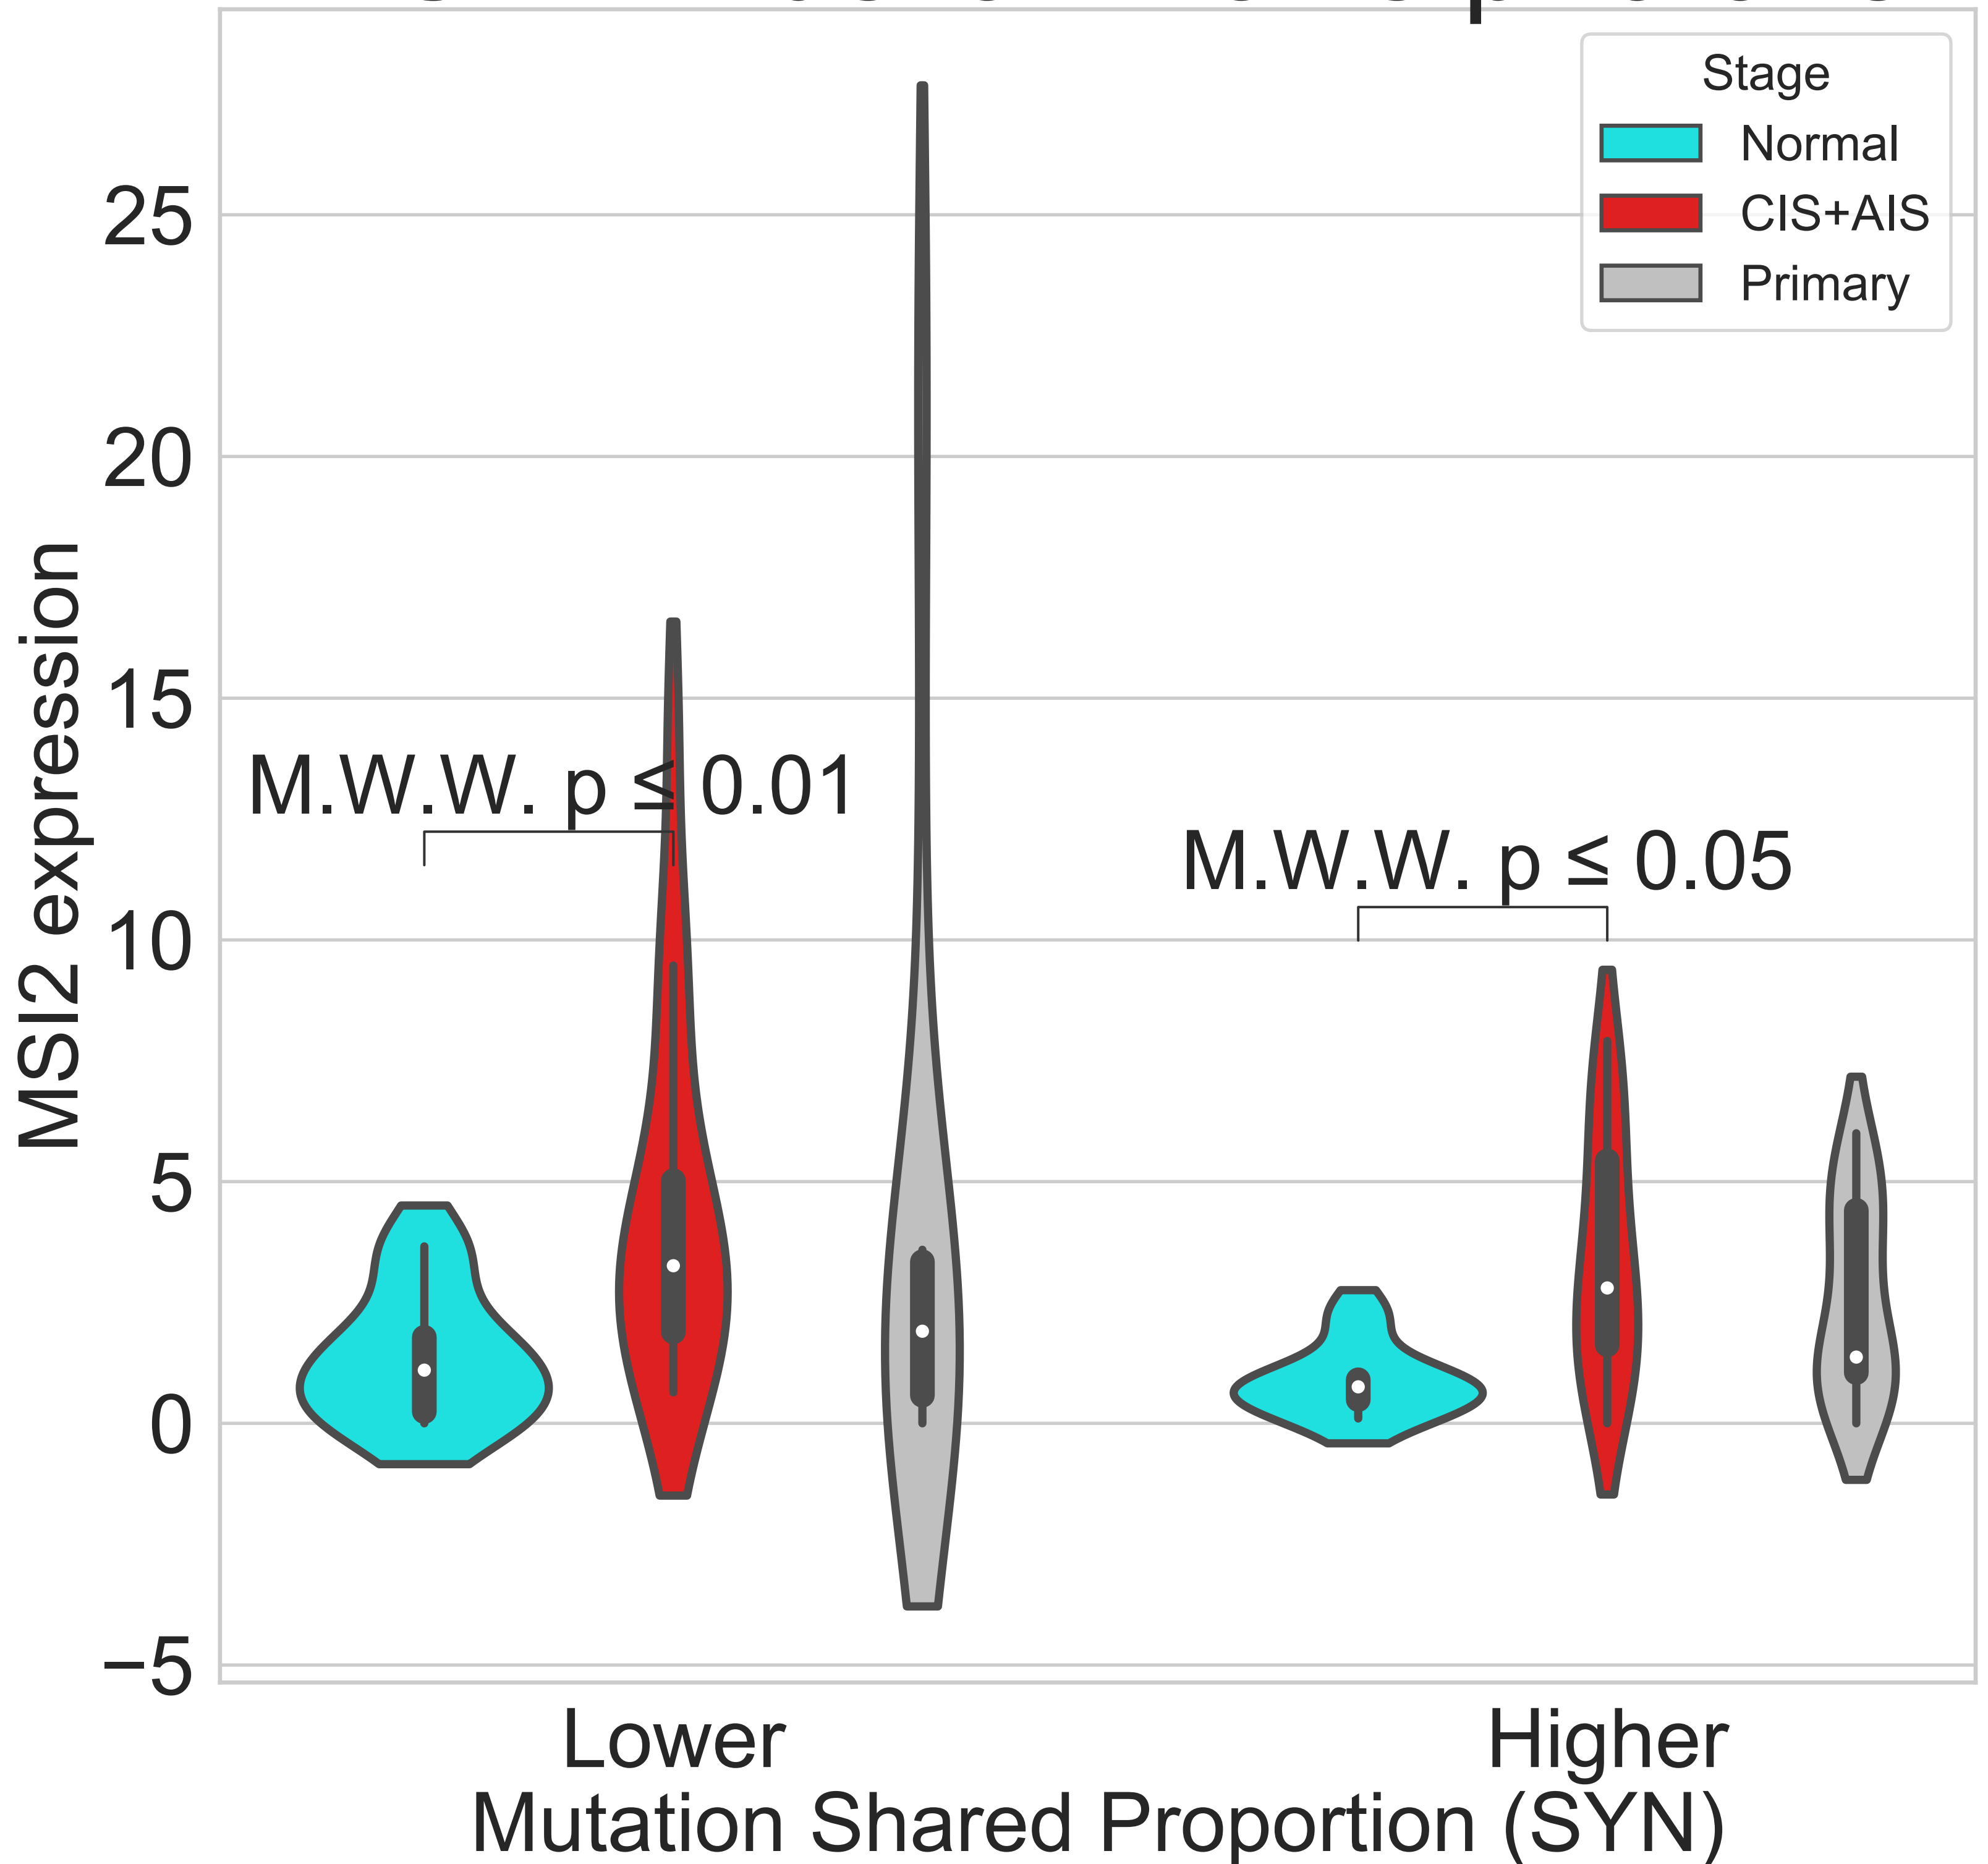 Stage
Normal
CIS+AIS
Primary
25
20
15
10
5
0
−5
MSI2 expression
M.W.W. p ≤ 0.01
M.W.W. p ≤ 0.05
Lower
Higher
Mutation Shared Proportion (SYN)